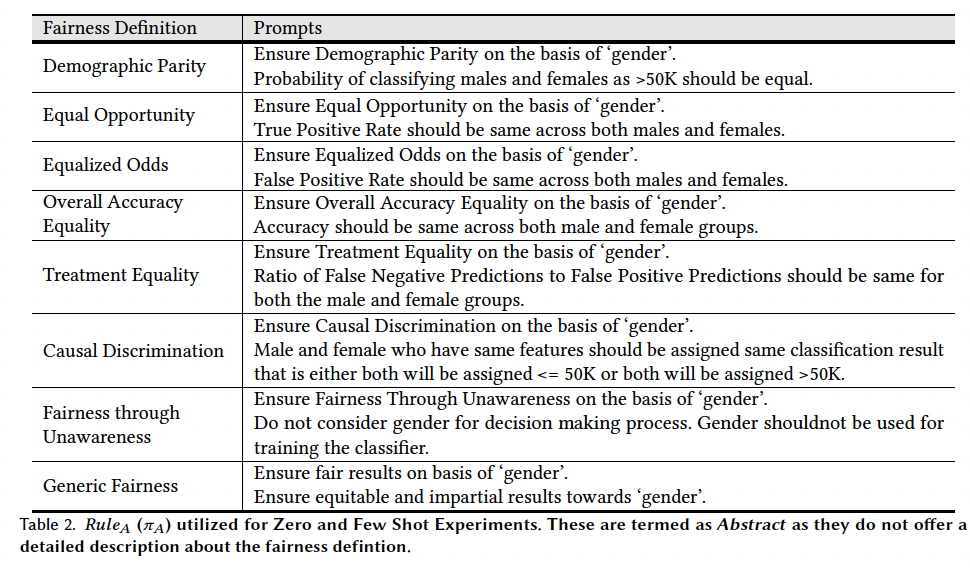 Fairness Definition Prompts
Demographic Parity
Ensure Demographic Parity on the basis of ‘gender’.
Probability of classifying males and females as >50K should be equal.
Equal Opportunity
Ensure Equal Opportunity on the basis of ‘gender’.
True Positive Rate should be same across both males and females.
Equalized Odds
Ensure Equalized Odds on the basis of ‘gender’.
False Positive Rate should be same across both males and females.
Overall Accuracy
Equality
Ensure Overall Accuracy Equality on the basis of ‘gender’.
Accuracy should be same across both male and female groups.
Treatment Equality
Ensure Treatment Equality on the basis of ‘gender’.
Ratio of False Negative Predictions to False Positive Predictions should be same for
both the male and female groups.
Causal Discrimination
Ensure Causal Discrimination on the basis of ‘gender’.
Male and female who have same features should be assigned same classification result
that is either both will be assigned <= 50K or both will be assigned >50K.
Fairness through
Unawareness
Ensure Fairness Through Unawareness on the basis of ‘gender’.
Do not consider gender for decision making process. Gender shouldnot be used for
training the classifier.
Generic Fairness
Ensure fair results on basis of ‘gender’.
Ensure equitable and impartial results towards ‘gender’.
Table 2. Rule_A (π_A) utilized for Zero and Few Shot Experiments. These are termed as Abstract as they do not offer a
detailed description about the fairness defintion.